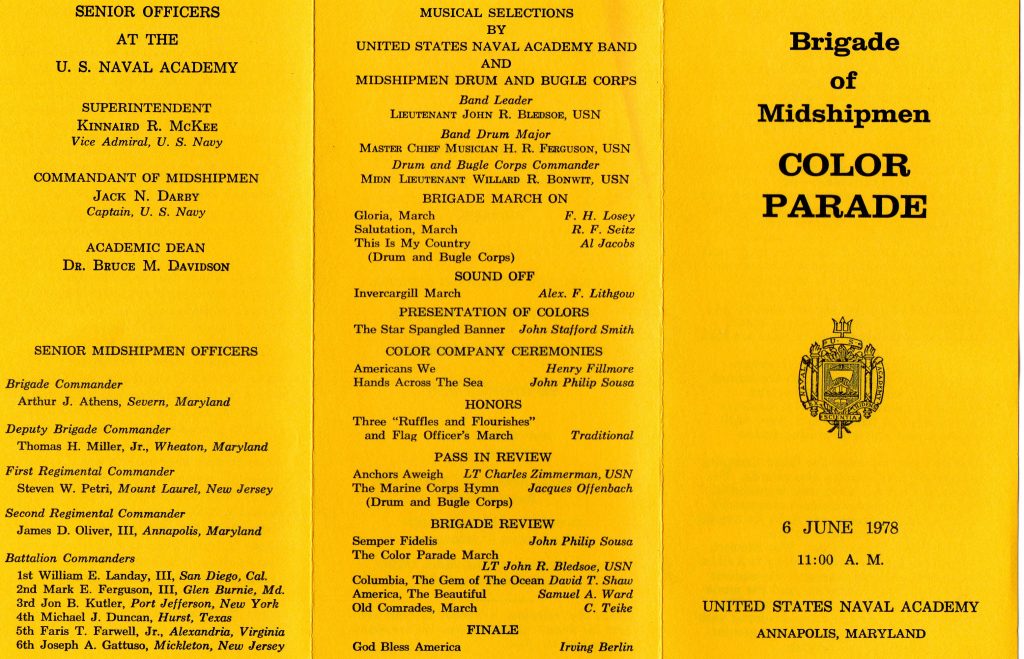 SENIOR OFFICERS
AT THE
U. S. NAVAL ACADEMY
SUPERINTENDENT
KINNAIRD R. MCKEE
Vice Admiral, U. S. Navy
COMMANDANT OF MIDSHIPMEN
JACK N. DARBY
Captain, U. S. Navy
ACADEMIC DEAN
DR. BRUCE M. DAVIDSON
SENIOR MIDSHIPMEN OFFICERS
Brigade Commander
Arthur J. Athens, Severn, Maryland
Deputy Brigade Commander
Thomas H. Miller, Jr., Wheaton, Maryland
First Regimental Commander
Steven W. Petri, Mount Laurel, New Jersey
Second Regimental Commander
James D. Oliver, III, Annapolis, Maryland
Battalion Commanders
1st William E. Landay, III, San Diego, Cal.
2nd Mark E. Ferguson, III, Glen Burnie, Md.
3rd Jon B. Kutler, Port Jefferson, New York
4th Michael J. Duncan, Hurst, Texas
5th Faris T. Farwell, Jr., Alexandria, Virginia
6th Joseph A. Gattuso, Mickleton, New Jersey
MUSICAL SELECTIONS
BY
UNITED STATES NAVAL ACADEMY BAND
AND
MIDSHIPMEN DRUM AND BUGLE CORPS
Band Leader
LIEUTENANT JOHN R. BLEDSOE, USN
Band Drum Major
MASTER CHIEF MUSICIAN H. R. FERGUSON, USN
Drum and Bugle Corps Commander
MIDN LIEUTENANT WILLARD R. BONWIT, USN
BRIGADE MARCH ON
Gloria, March F. H. Losey
Salutation, March R. F. Seitz
This Is My Country Al Jacobs
(Drum and Bugle Corps)
SOUND OFF
Invercargill March Alex. F. Lithgow
PRESENTATION OF COLORS
The Star Spangled Banner John Stafford Smith
COLOR COMPANY CEREMONIES
Americans We Henry Fillmore
Hands Across The Sea John Philip Sousa
HONORS
Three "Ruffles and Flourishes"
and Flag Officer's March Traditional
PASS IN REVIEW
Anchors Aweigh LT Charles Zimmerman, USN
The Marine Corps Hymn Jacques Offenbach
(Drum and Bugle Corps)
BRIGADE REVIEW
Semper Fidelis John Philip Sousa
The Color Parade March
LT John R. Bledsoe, USN
Columbia, The Gem of The Ocean David T. Shaw
America, The Beautiful Samuel A. Ward
Old Comrades, March C. Teike
FINALE
God Bless America Irving Berlin
Brigade
of
Midshipmen
COLOR
PARADE
U S
NAVAL
ACADEMY
SCIENTIA
6 JUNE 1978
11:00 A. M.
UNITED STATES NAVAL ACADEMY
ANNAPOLIS, MARYLAND